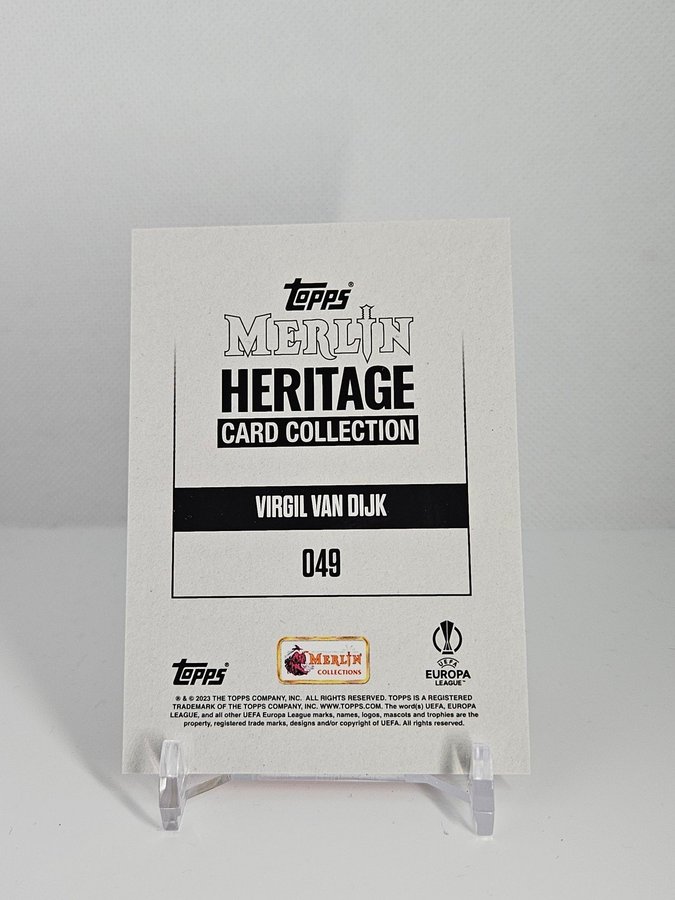 Topps®
MERLIN
HERITAGE
CARD COLLECTION
VIRGIL VAN DIJK
049
MERLIN
COLLECTIONS
Topps®
UEFA
EUROPA
LEAGUE™
® & © 2023 THE TOPPS COMPANY, INC. ALL RIGHTS RESERVED. TOPPS IS A REGISTERED
TRADEMARK OF THE TOPPS COMPANY, INC. WWW.TOPPS.COM. The word(s) UEFA, EUROPA
LEAGUE, and all other UEFA Europa League marks, names, logos, mascots and trophies are the
property, registered trade marks, designs and/or copyright of UEFA. All rights reserved.